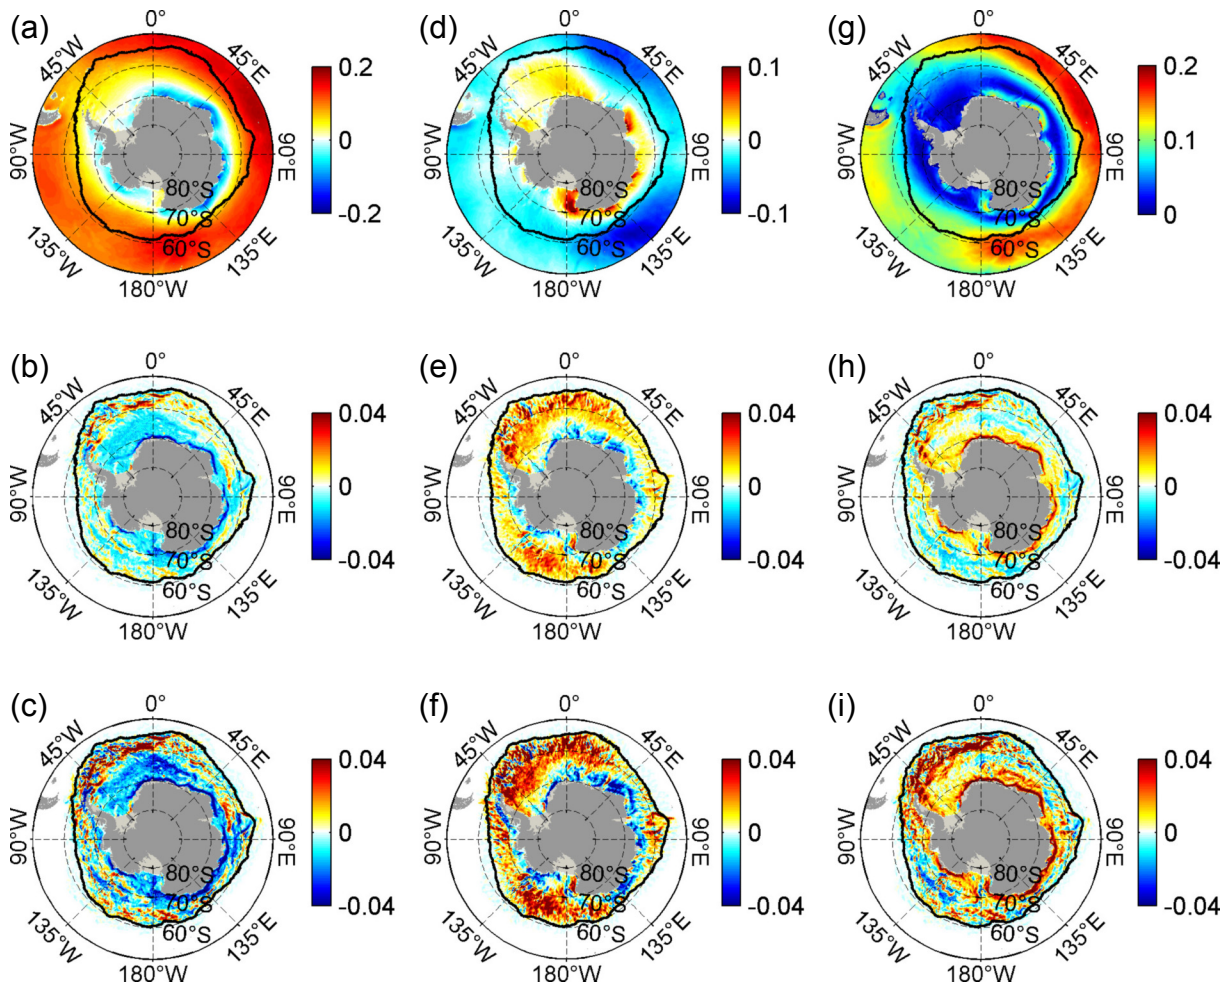 (a)
0°
45°W
45°E
90°W
90°E
135°W
135°E
180°W
80°S
70°S
60°S
0.2
0
-0.2
(d)
0°
45°W
45°E
90°W
90°E
135°W
135°E
180°W
80°S
70°S
60°S
0.1
0
-0.1
(g)
0°
45°W
45°E
90°W
90°E
135°W
135°E
180°W
80°S
70°S
60°S
0.2
0.1
0
(b)
0°
45°W
45°E
90°W
90°E
135°W
135°E
180°W
80°S
70°S
60°S
0.04
0
-0.04
(e)
0°
45°W
45°E
90°W
90°E
135°W
135°E
180°W
80°S
70°S
60°S
0.04
0
-0.04
(h)
0°
45°W
45°E
90°W
90°E
135°W
135°E
180°W
80°S
70°S
60°S
0.04
0
-0.04
(c)
0°
45°W
45°E
90°W
90°E
135°W
135°E
180°W
80°S
70°S
60°S
0.04
0
-0.04
(f)
0°
45°W
45°E
90°W
90°E
135°W
135°E
180°W
80°S
70°S
60°S
0.04
0
-0.04
(i)
0°
45°W
45°E
90°W
90°E
135°W
135°E
180°W
80°S
70°S
60°S
0.04
0
-0.04